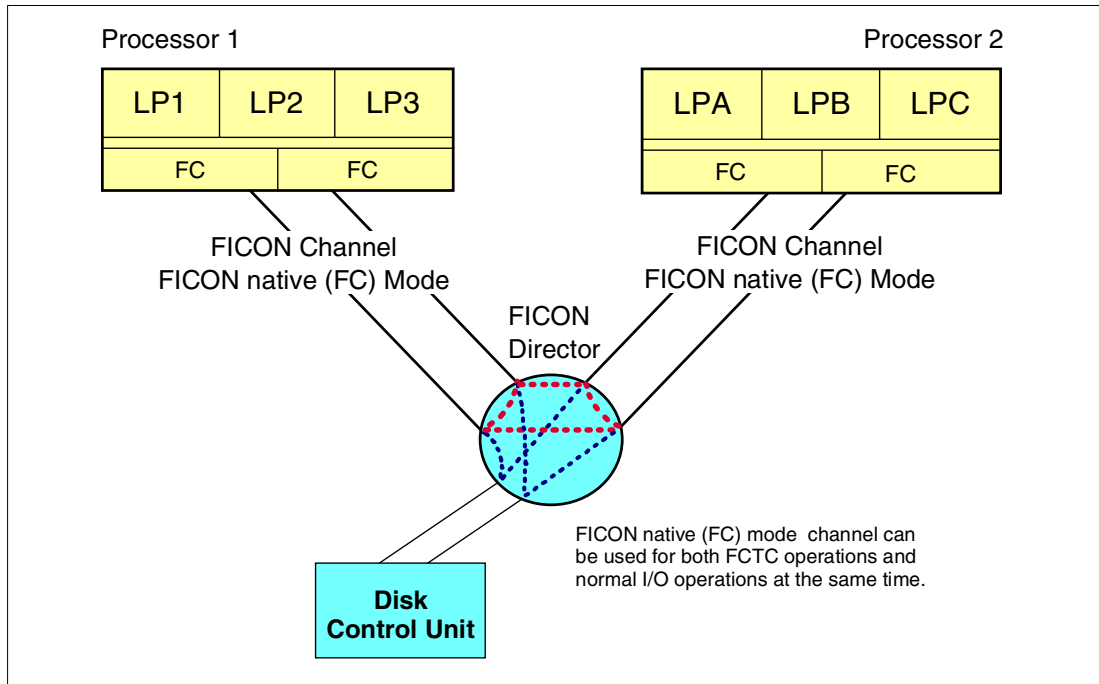 Processor 1
Processor 2
LP1 LP2 LP3
LPA LPB LPC
FC FC
FC FC
FICON Channel
FICON native (FC) Mode
FICON Channel
FICON native (FC) Mode
FICON
Director
FICON native (FC) mode channel can
be used for both FCTC operations and
normal I/O operations at the same time.
Disk
Control Unit